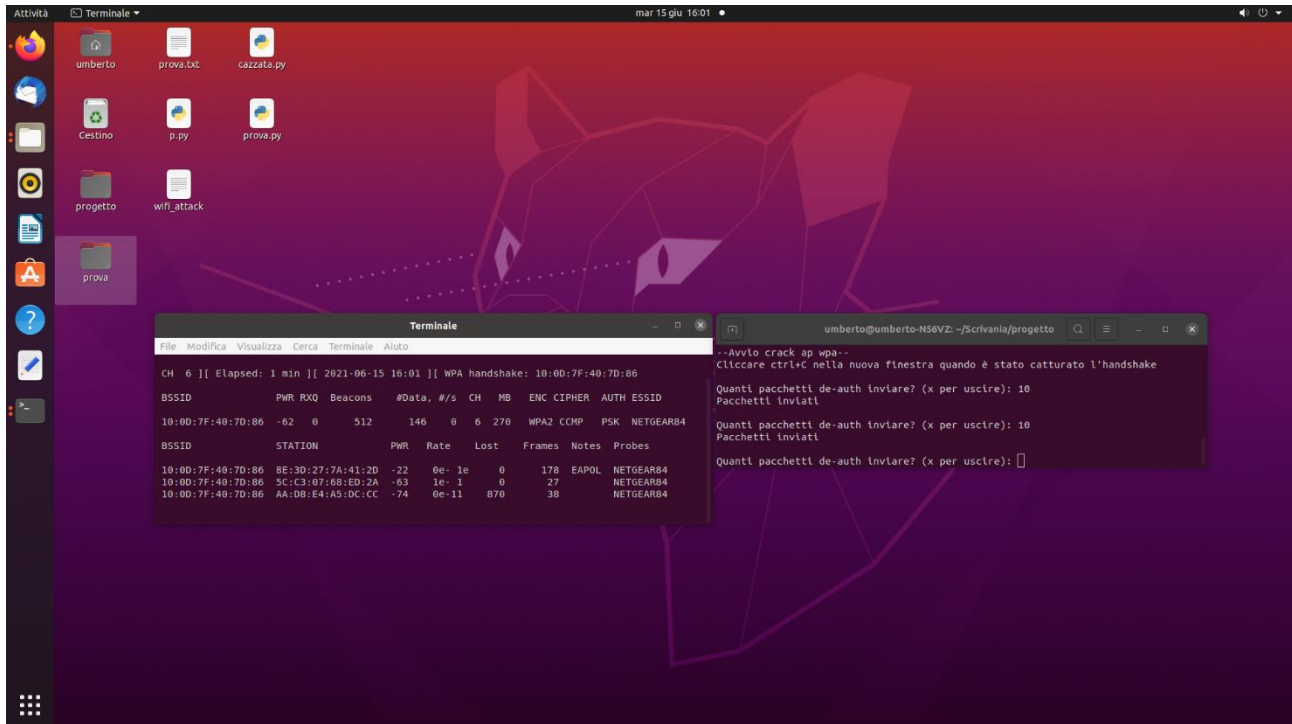 Attività Terminale mar 15 giu 16:01
umberto prova.txt cazzata.py
Cestino p.py prova.py
progetto wifi_attack
prova
Terminale
File Modifica Visualizza Cerca Terminale Aiuto
CH 6 ][ Elapsed: 1 min ][ 2021-06-15 16:01 ][ WPA handshake: 10:0D:7F:40:7D:86
BSSID PWR RXQ Beacons #Data, #/s CH MB ENC CIPHER AUTH ESSID
10:0D:7F:40:7D:86 -62 0 512 146 0 6 270 WPA2 CCMP PSK NETGEAR84
BSSID STATION PWR Rate Lost Frames Notes Probes
10:0D:7F:40:7D:86 8E:3D:27:7A:41:2D -22 0e- 1e 0 178 EAPOL NETGEAR84
10:0D:7F:40:7D:86 5C:C3:07:68:ED:2A -63 1e- 1 0 27 NETGEAR84
10:0D:7F:40:7D:86 AA:D8:E4:A5:DC:CC -74 0e-11 870 38 NETGEAR84
umberto@umberto-N56VZ: ~/Scrivania/progetto
--Avvio crack ap wpa--
Cliccare ctrl+C nella nuova finestra quando è stato catturato l'handshake
Quanti pacchetti de-auth inviare? (x per uscire): 10
Pacchetti inviati
Quanti pacchetti de-auth inviare? (x per uscire): 10
Pacchetti inviati
Quanti pacchetti de-auth inviare? (x per uscire):